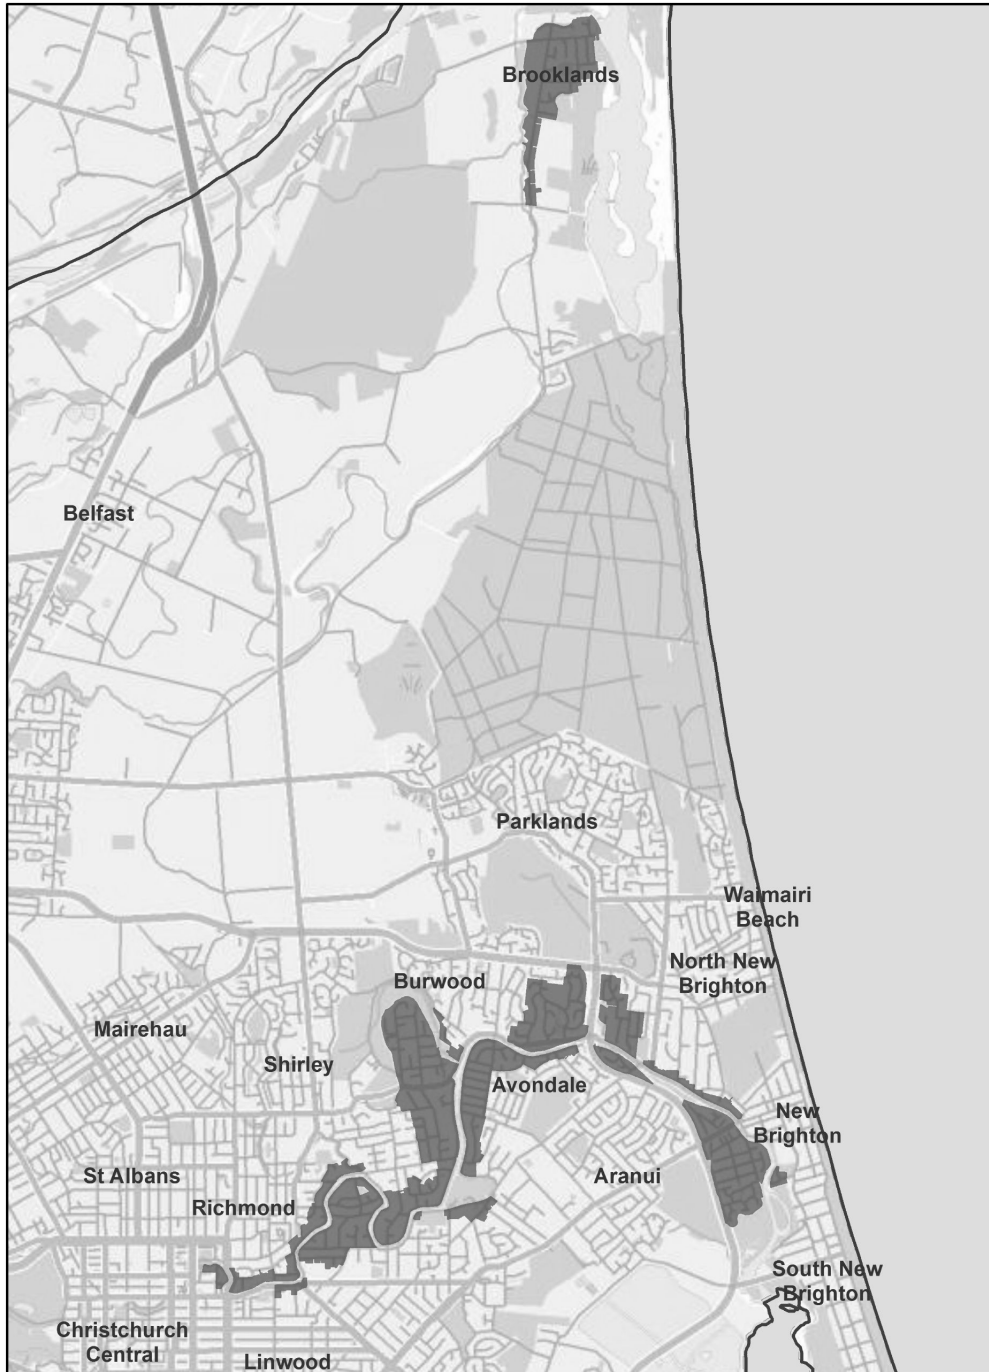 Brooklands
Belfast
Parklands
Waimairi
Beach
North New
Brighton
Burwood
Mairehau
Shirley
Avondale
New
Brighton
St Albans
Aranui
Richmond
South New
Brighton
Christchurch
Central
Linwood